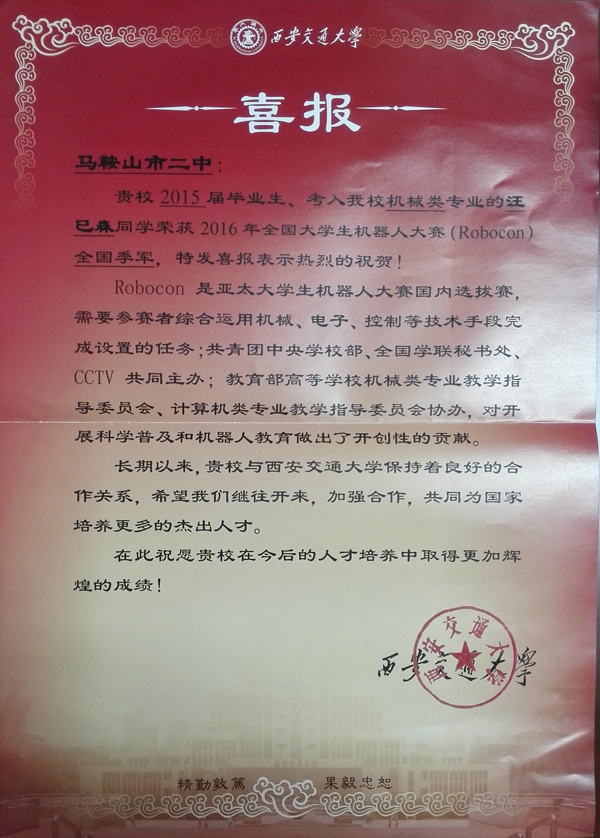 西安交通大学
喜报
马鞍山市二中：
贵校 2015 届毕业生、考入我校机械类专业的汪
已森同学荣获 2016 年全国大学生机器人大赛(Robocon)
全国季军，特发喜报表示热烈的祝贺！
Robocon 是亚太大学生机器人大赛国内选拔赛，
需要参赛者综合运用机械、电子、控制等技术手段完
成设置的任务；共青团中央学校部、全国学联秘书处、
CCTV 共同主办；教育部高等学校机械类专业教学指
导委员会、计算机类专业教学指导委员会协办，对开
展科学普及和机器人教育做出了开创性的贡献。
长期以来，贵校与西安交通大学保持着良好的合
作关系，希望我们继往开来，加强合作，共同为国家
培养更多的杰出人才。
在此祝愿贵校在今后的人才培养中取得更加辉
煌的成绩！
西安交通大学
西安交通大学
精勤敦笃 果毅忠恕